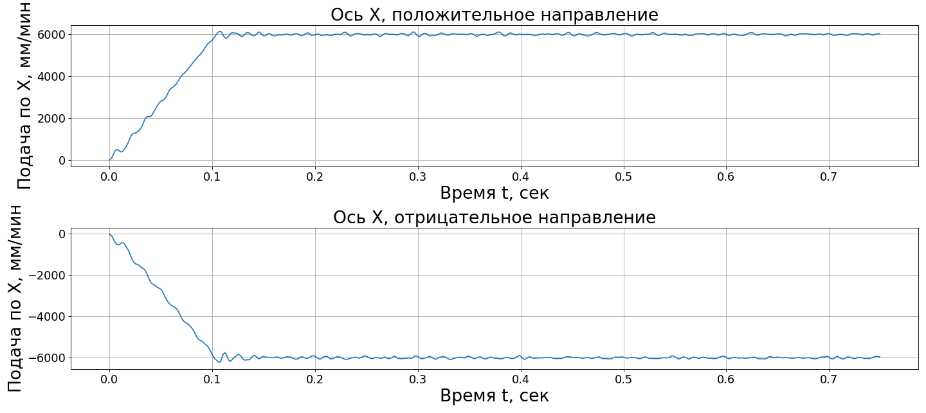 Ось X, положительное направление
Подача по X, мм/мин
6000
4000
2000
0
0.0 0.1 0.2 0.3 0.4 0.5 0.6 0.7
Время t, сек
Ось X, отрицательное направление
Подача по X, мм/мин
0
−2000
−4000
−6000
0.0 0.1 0.2 0.3 0.4 0.5 0.6 0.7
Время t, сек